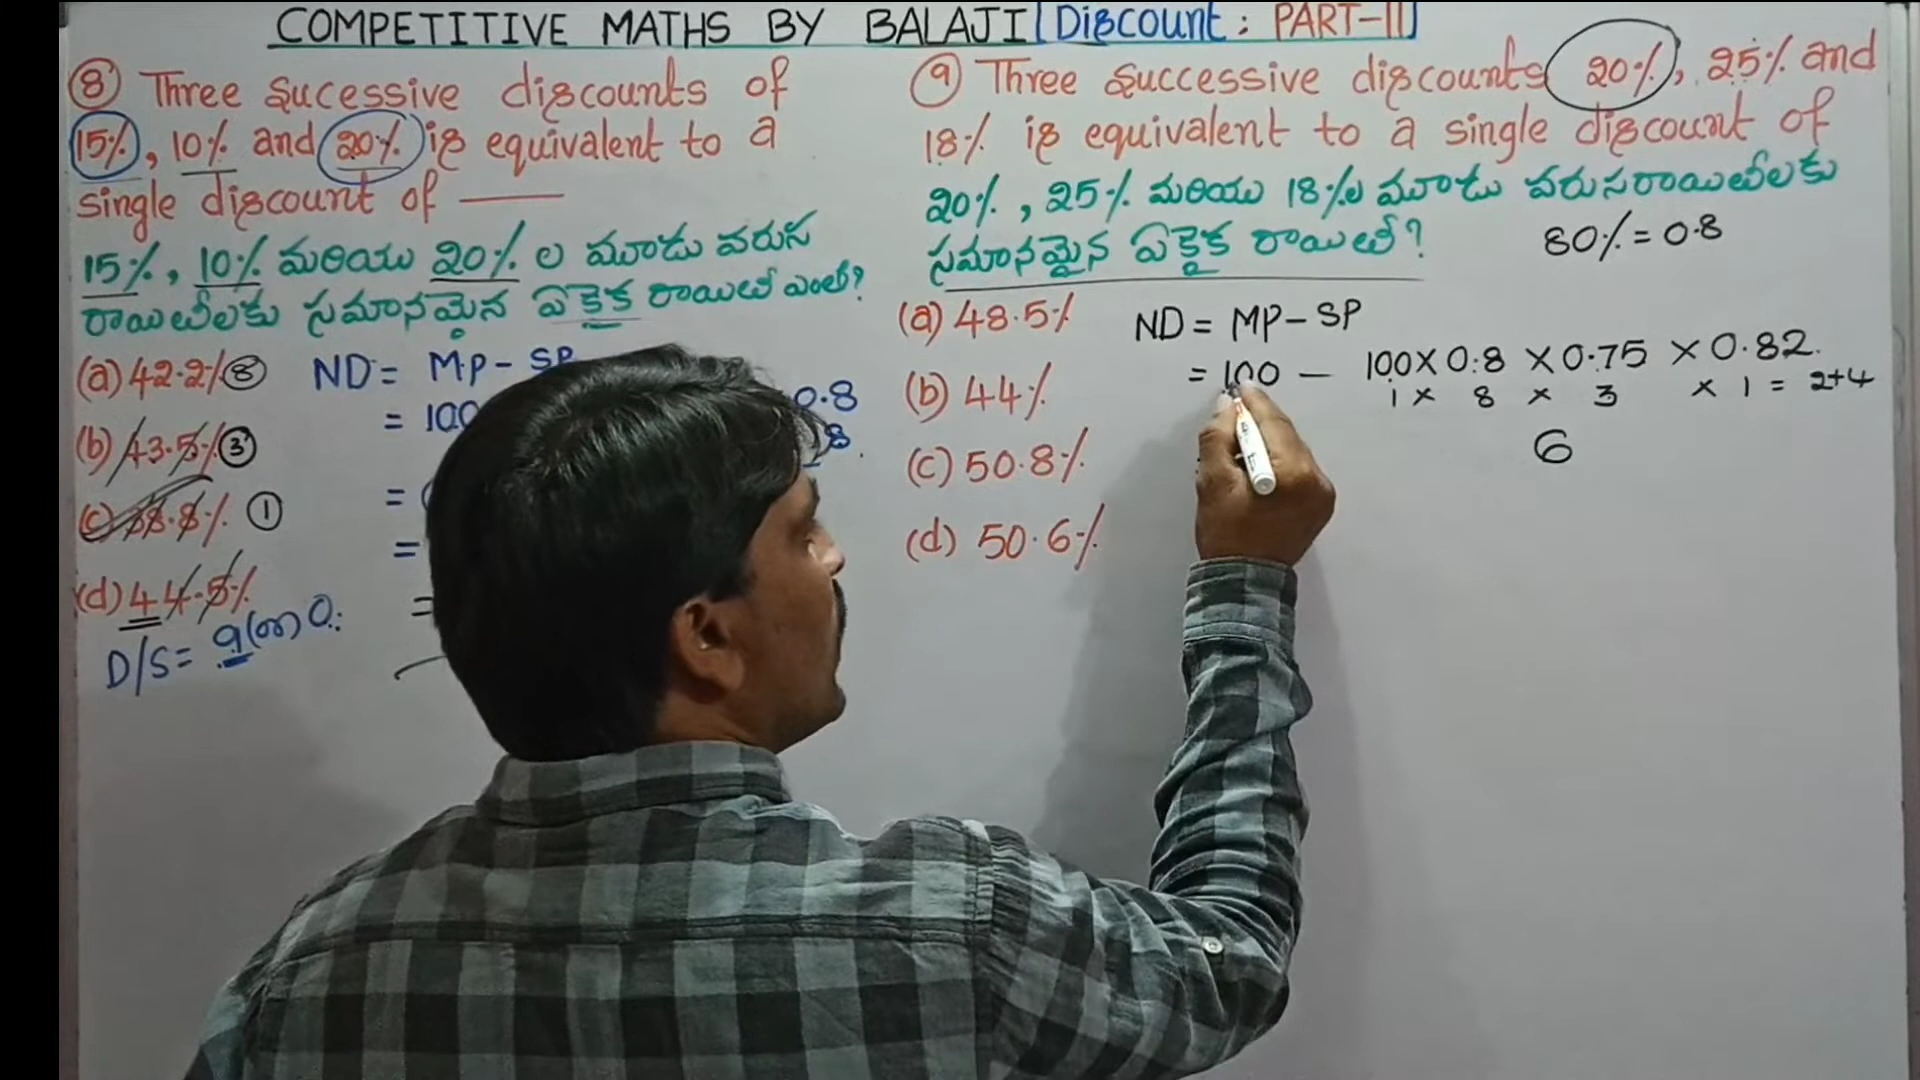 COMPETITIVE MATHS BY BALAJI [Discount: PART-II]
⑧ Three sucessive discounts of
15%, 10% and 20% is equivalent to a
single discount of ——
15%, 10% మరియు 20% ల మూడు వరుస
రాయితీలకు సమానమైన ఏకైక రాయితీ ఎంత?
(a) 42.2% ⑧
(b) 43.5% ③
(c) 38.8% ①
(d) 44.5%
D/S = 9 (or) 0.
ND = M.P - SP
= 100
0.8
= 
=
=
⑨ Three successive discounts 20%, 25% and
18% is equivalent to a single discount of
20%, 25% మరియు 18%ల మూడు వరుసరాయితీలకు
సమానమైన ఏకైక రాయితీ?
80% = 0.8
(a) 48.5%
(b) 44%
(c) 50.8%
(d) 50.6%
ND = MP - SP
= 100 - 100 × 0.8 × 0.75 × 0.82
1 × 8 × 3 × 1 = 2+4
6